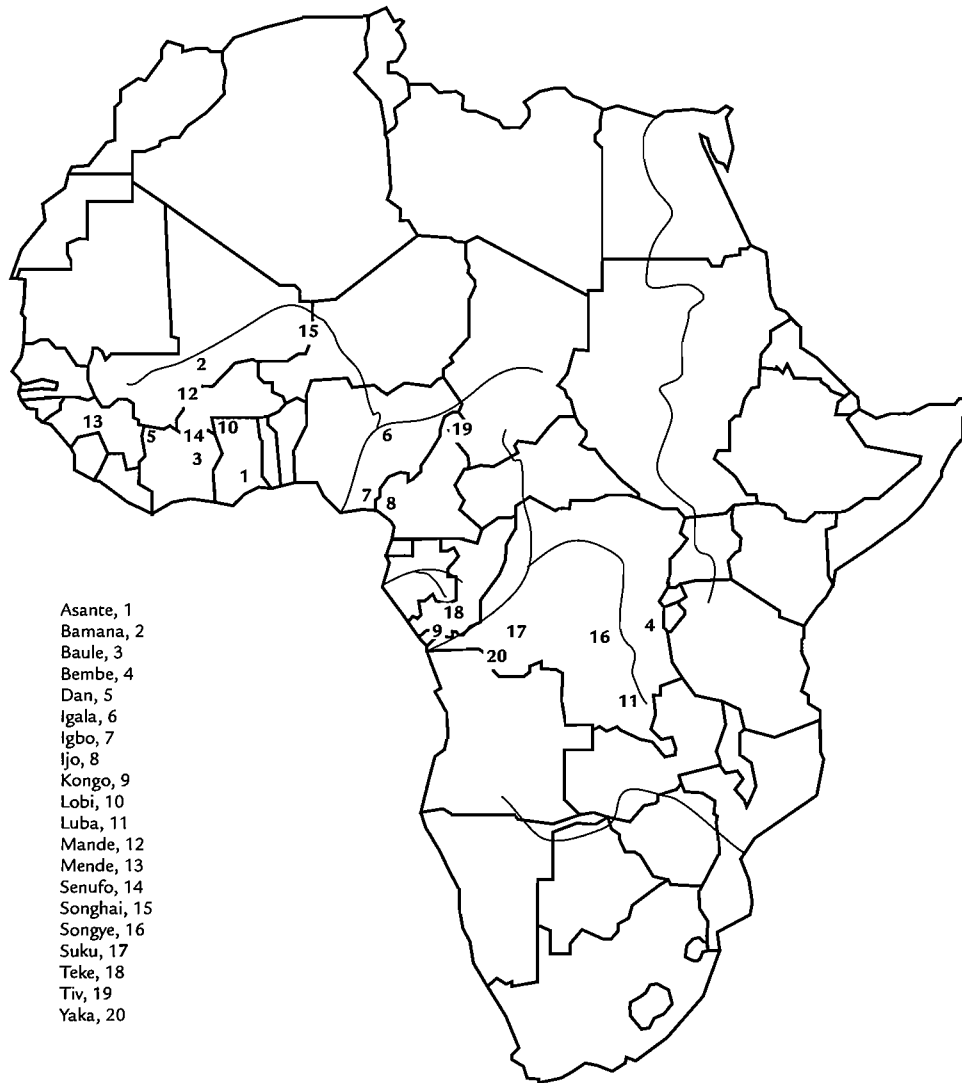 15
2
12
13
5
14
10
3
1
6
19
7
8
18
9
17
20
16
4
11
Asante, 1
Bamana, 2
Baule, 3
Bembe, 4
Dan, 5
Igala, 6
Igbo, 7
Ijo, 8
Kongo, 9
Lobi, 10
Luba, 11
Mande, 12
Mende, 13
Senufo, 14
Songhai, 15
Songye, 16
Suku, 17
Teke, 18
Tiv, 19
Yaka, 20